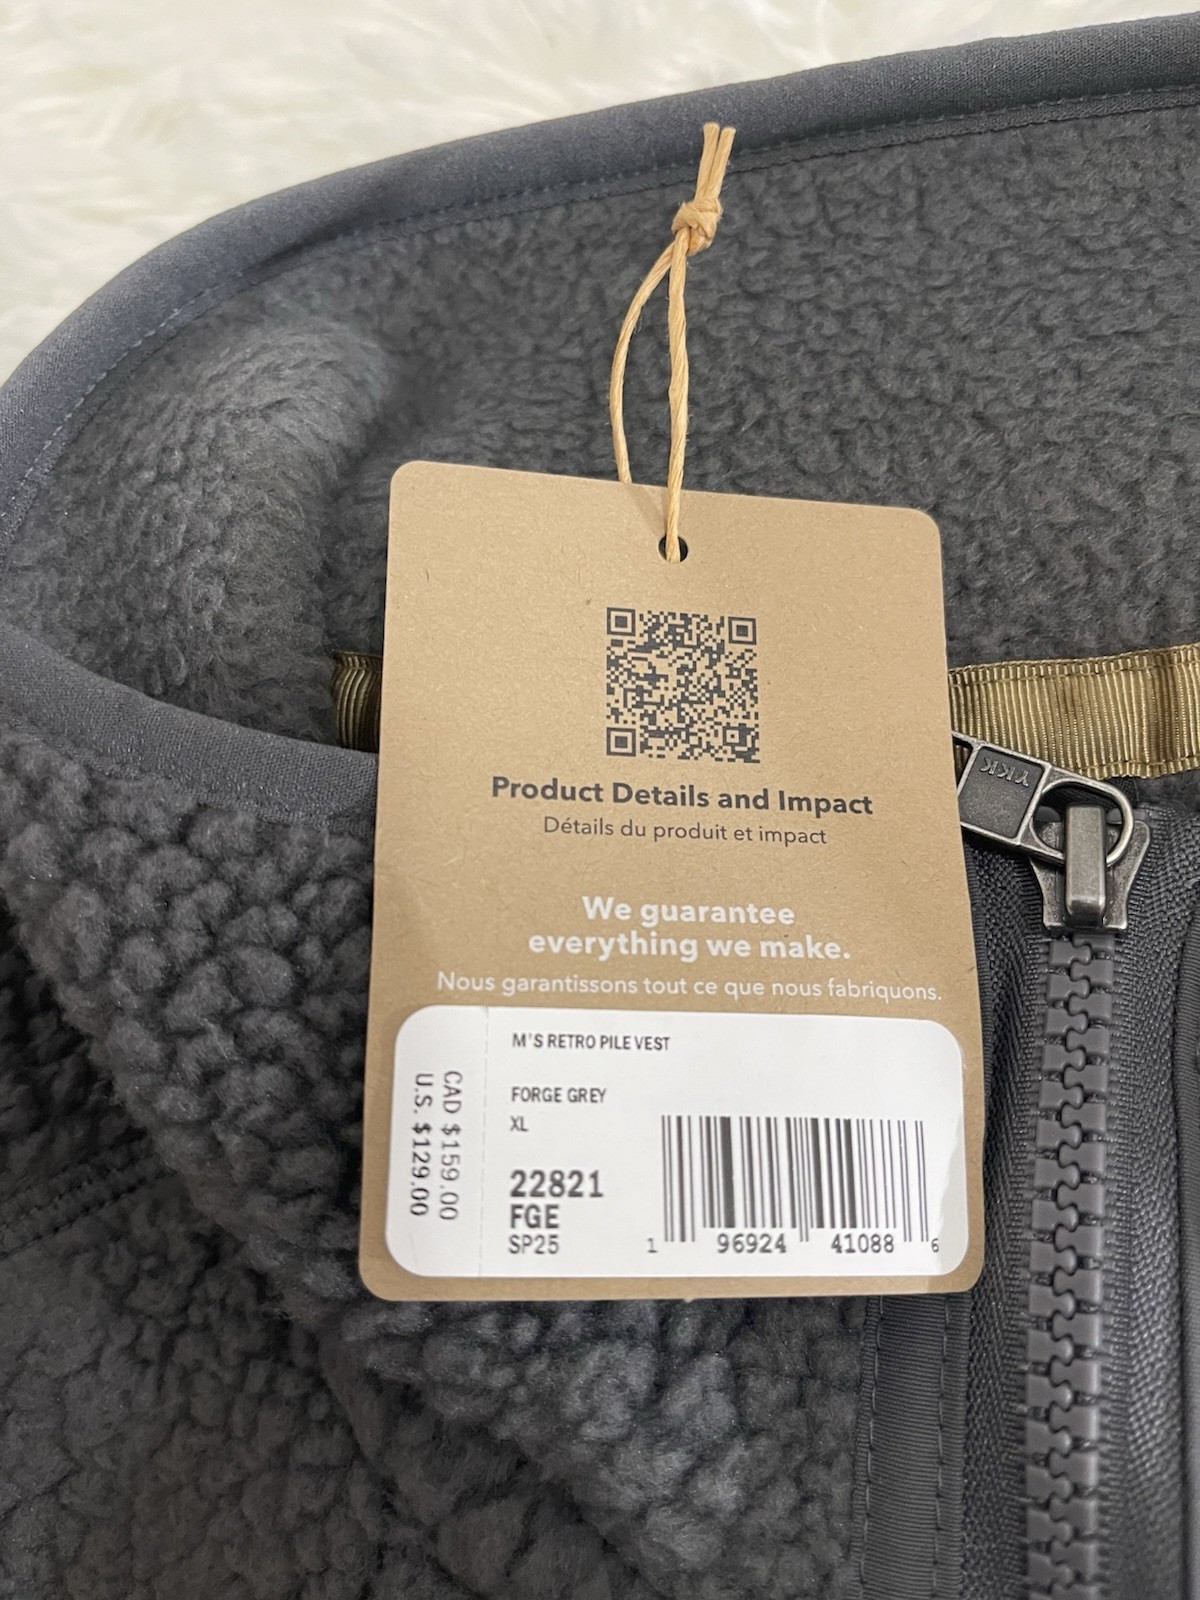 Product Details and Impact
Détails du produit et impact
We guarantee
everything we make.
Nous garantissons tout ce que nous fabriquons.
M'S RETRO PILE VEST
FORGE GREY
XL
22821
FGE
SP25
1 96924 41088 6
CAD $159.00
U.S. $129.00
YKK